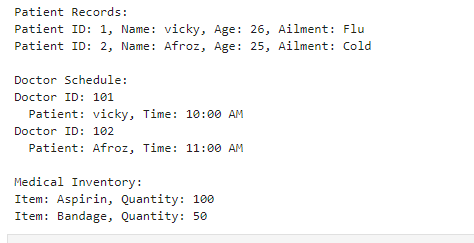 Patient Records:
Patient ID: 1, Name: vicky, Age: 26, Ailment: Flu
Patient ID: 2, Name: Afroz, Age: 25, Ailment: Cold
Doctor Schedule:
Doctor ID: 101
  Patient: vicky, Time: 10:00 AM
Doctor ID: 102
  Patient: Afroz, Time: 11:00 AM
Medical Inventory:
Item: Aspirin, Quantity: 100
Item: Bandage, Quantity: 50